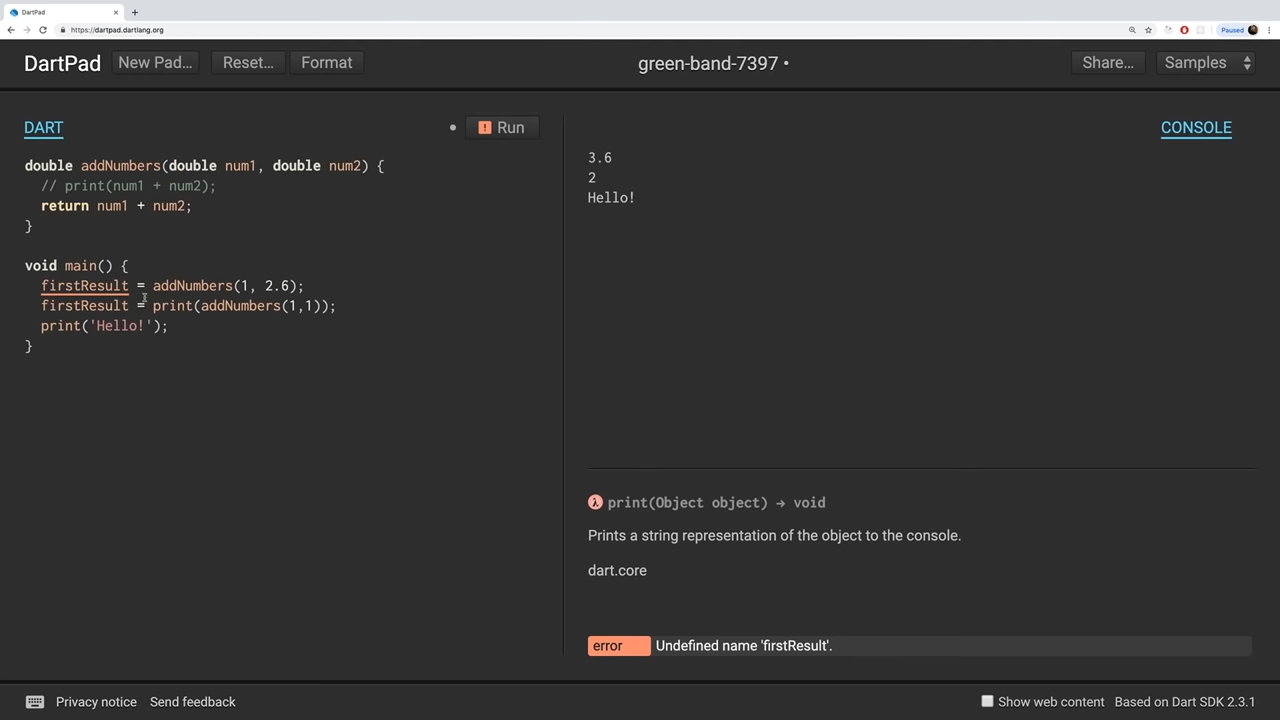 DartPad
https://dartpad.dartlang.org
Paused
DartPad
New Pad...
Reset...
Format
green-band-7397 •
Share...
Samples
DART
Run
CONSOLE
double addNumbers(double num1, double num2) {
// print(num1 + num2);
return num1 + num2;
}
void main() {
firstResult = addNumbers(1, 2.6);
firstResult = print(addNumbers(1,1));
print('Hello!');
}
3.6
2
Hello!
print(Object object) → void
Prints a string representation of the object to the console.
dart.core
error Undefined name 'firstResult'.
Privacy notice
Send feedback
Show web content
Based on Dart SDK 2.3.1